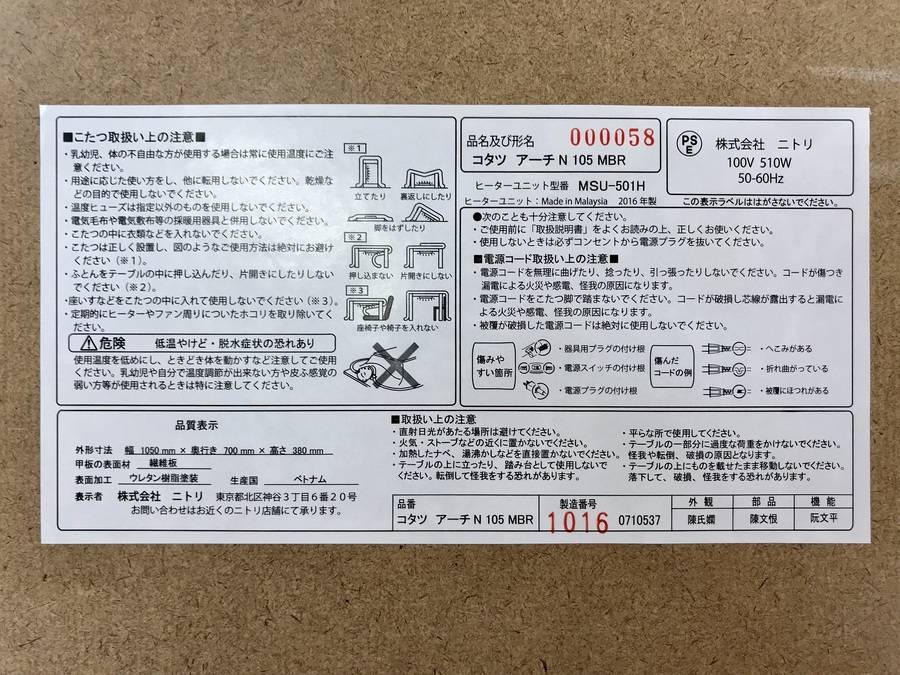 ■こたつ取扱い上の注意■
・乳幼児、体の不自由な方が使用する場合は常に使用温度にご注
意ください。
・用途に応じた使い方をし、他に転用しないでください。乾燥な
どの目的で使用しないでください。
・温度ヒューズは指定以外のものを使用しないでください。
・電気毛布や電気敷布等の採暖用器具と併用しないでください。
・こたつの中に衣類などを入れないでください。
・こたつは正しく設置し、図のようなご使用方法は絶対にお避け
ください(※1)。
・ふとんをテーブルの中に押し込んだり、片開きにしたりしない
でください(※2)。
・座いすなどをこたつの中に入れて使用しないでください(※3)。
・定期的にヒーターやファン周りについたホコリを取り除いてく
ださい。
※1
立てたり 裏返しにしたり
脚をはずしたり
※2
押し込まない 片開きにしない
※3
座椅子や椅子を入れない
危険 低温やけど・脱水症状の恐れあり
使用温度を低めにし、ときどき体を動かすなど注意してご使用
ください。乳幼児や自分で温度調節が出来ない方や皮ふ感覚の
弱い方等が使用されるときは特に注意してください。
品名及び形名 000058
コタツ アーチ N 105 MBR
PSE
株式会社 ニトリ
100V 510W
50-60Hz
ヒーターユニット型番 MSU-501H
ヒーターユニット:Made in Malaysia 2016 年製
この表示ラベルははがさないでください。
●次のことも十分注意してください。
・ご使用前に「取扱説明書」をよくお読みの上、正しくお使いください。
・使用しないときは必ずコンセントから電源プラグを抜いてください。
■電源コード取扱い上の注意■
・電源コードを無理に曲げたり、捻ったり、引っ張ったりしないでください。コードが傷つき
漏電による火災や感電、怪我の原因になります。
・電源コードをこたつ脚で踏まないでください。コードが破損し芯線が露出すると漏電に
よる火災や感電、怪我の原因になります。
・被覆が破損した電源コードは絶対に使用しないでください。
傷みや
すい箇所
・器具用プラグの付け根
・電源スイッチの付け根
・電源プラグの付け根
傷んだ
コードの例
・へこみがある
・折れ曲がっている
・被覆にほつれがある
品質表示
外形寸法 幅 1050 mm × 奥行き 700 mm × 高さ 380 mm
甲板の表面材 繊維板
表面加工 ウレタン樹脂塗装 生産国 ベトナム
表示者 株式会社 ニトリ 東京都北区神谷3丁目6番20号
お問い合わせはお近くのニトリ店舗にて承ります。
■取扱い上の注意■
・直射日光があたる場所は避けてください。
・火気・ストーブなどの近くに置かないでください。
・加熱したナベ、湯沸かしなどを直接置かないでください。
・テーブルの上に立ったり、踏み台として使用しないで
ください。転倒して怪我をする恐れがあります。
・平らな所で使用してください。
・テーブルの一部分に過度な荷重をかけないでください。
怪我や転倒、破損の原因となります。
・テーブルの上にものを載せたまま移動しないでください。
落下して、破損、怪我をする恐れがあります。
品番
コタツ アーチ N 105 MBR
製造番号
1016 0710537
外観 部品 機能
陳氏嫻 陳文恨 阮文平